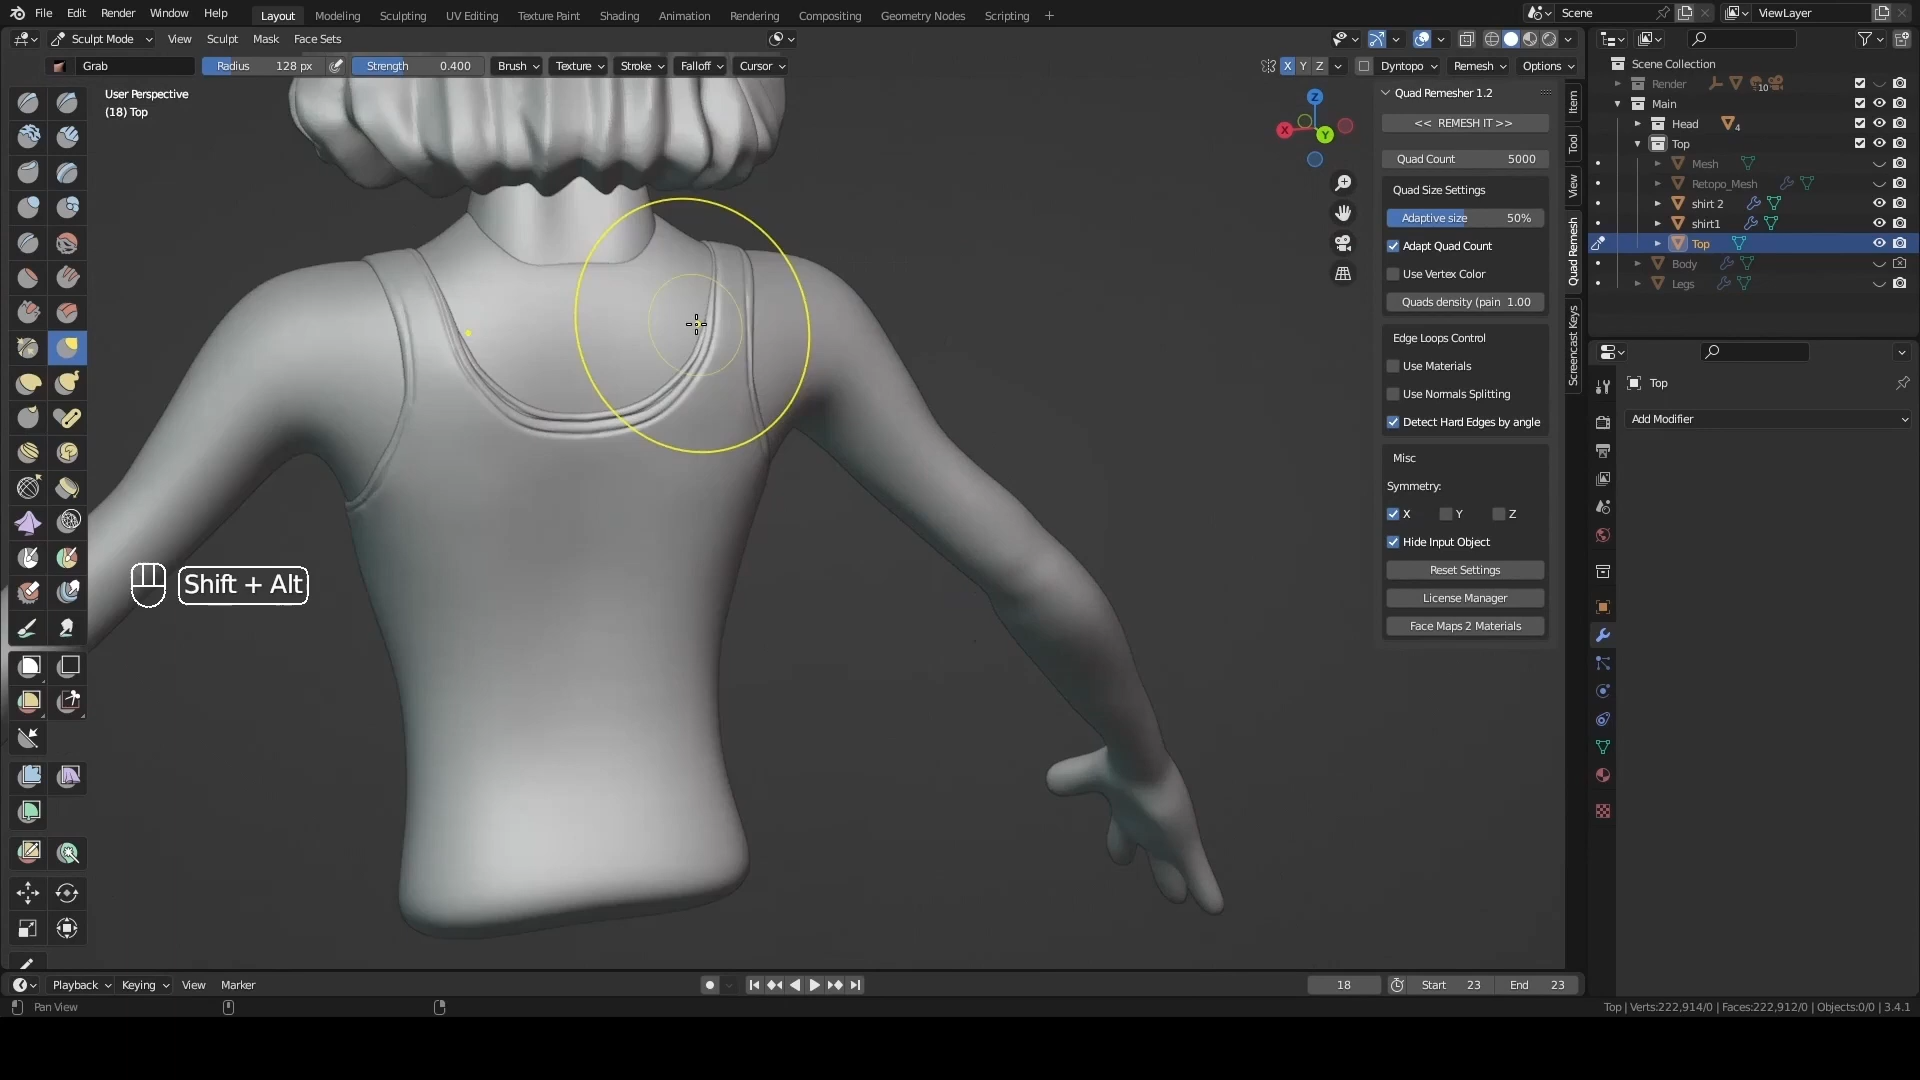 File Edit Render Window Help Layout Modeling Sculpting UV Editing Texture Paint Shading Animation Rendering Compositing Geometry Nodes Scripting + Scene ViewLayer
Sculpt Mode View Sculpt Mask Face Sets
Grab Radius 128 px Strength 0.400 Brush Texture Stroke Falloff Cursor X Y Z Dyntopo Remesh Options
User Perspective
(18) Top
Z
X
Y
Quad Remesher 1.2
<< REMESH IT >>
Quad Count 5000
Quad Size Settings
Adaptive size 50%
Adapt Quad Count
Use Vertex Color
Quads density (pain 1.00
Edge Loops Control
Use Materials
Use Normals Splitting
Detect Hard Edges by angle
Misc
Symmetry:
X Y Z
Hide Input Object
Reset Settings
License Manager
Face Maps 2 Materials
Item
Tool
View
Quad Remesh
Screencast Keys
Scene Collection
Render 10
Main
Head 4
Top
Mesh
Retopo_Mesh
shirt 2
shirt1
Top
Body
Legs
Top
Add Modifier
Shift + Alt
Playback Keying View Marker 18 Start 23 End 23
Pan View Top | Verts:222,914/0 | Faces:222,912/0 | Objects:0/0 | 3.4.1